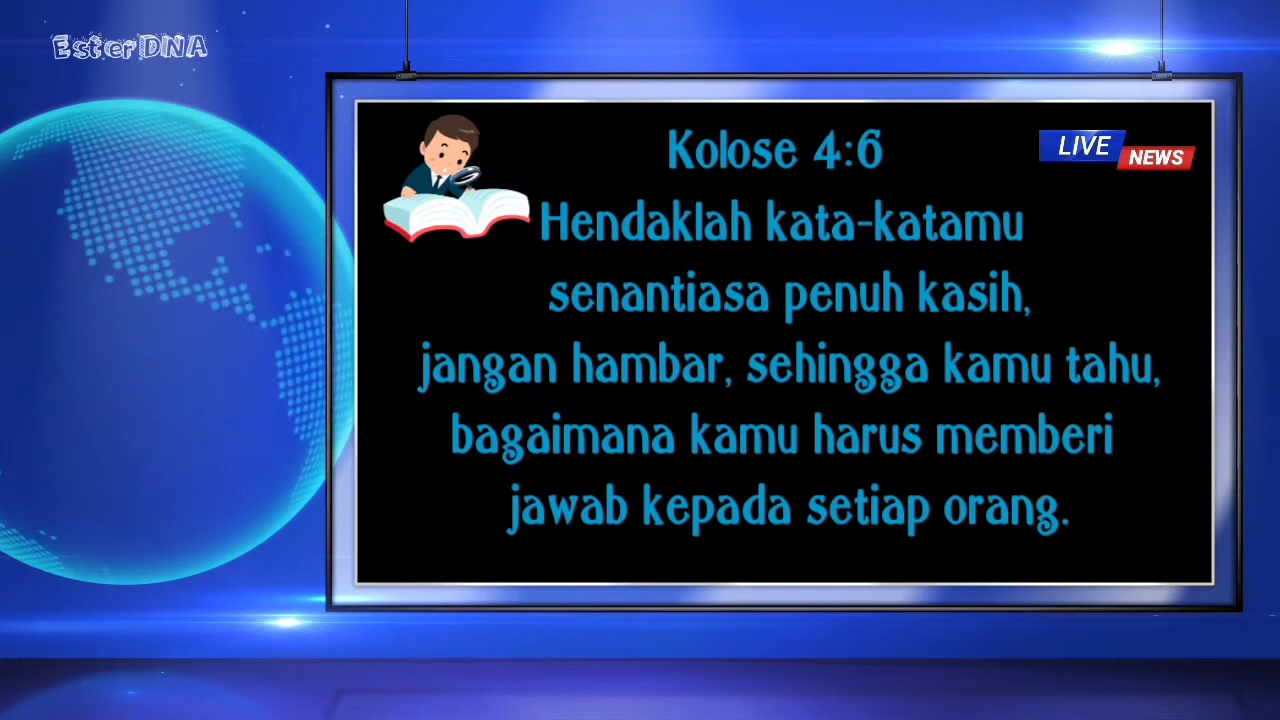 EsterDNA
Kolose 4:6
LIVE
NEWS
Hendaklah kata-katamu
senantiasa penuh kasih,
jangan hambar, sehingga kamu tahu,
bagaimana kamu harus memberi
jawab kepada setiap orang.